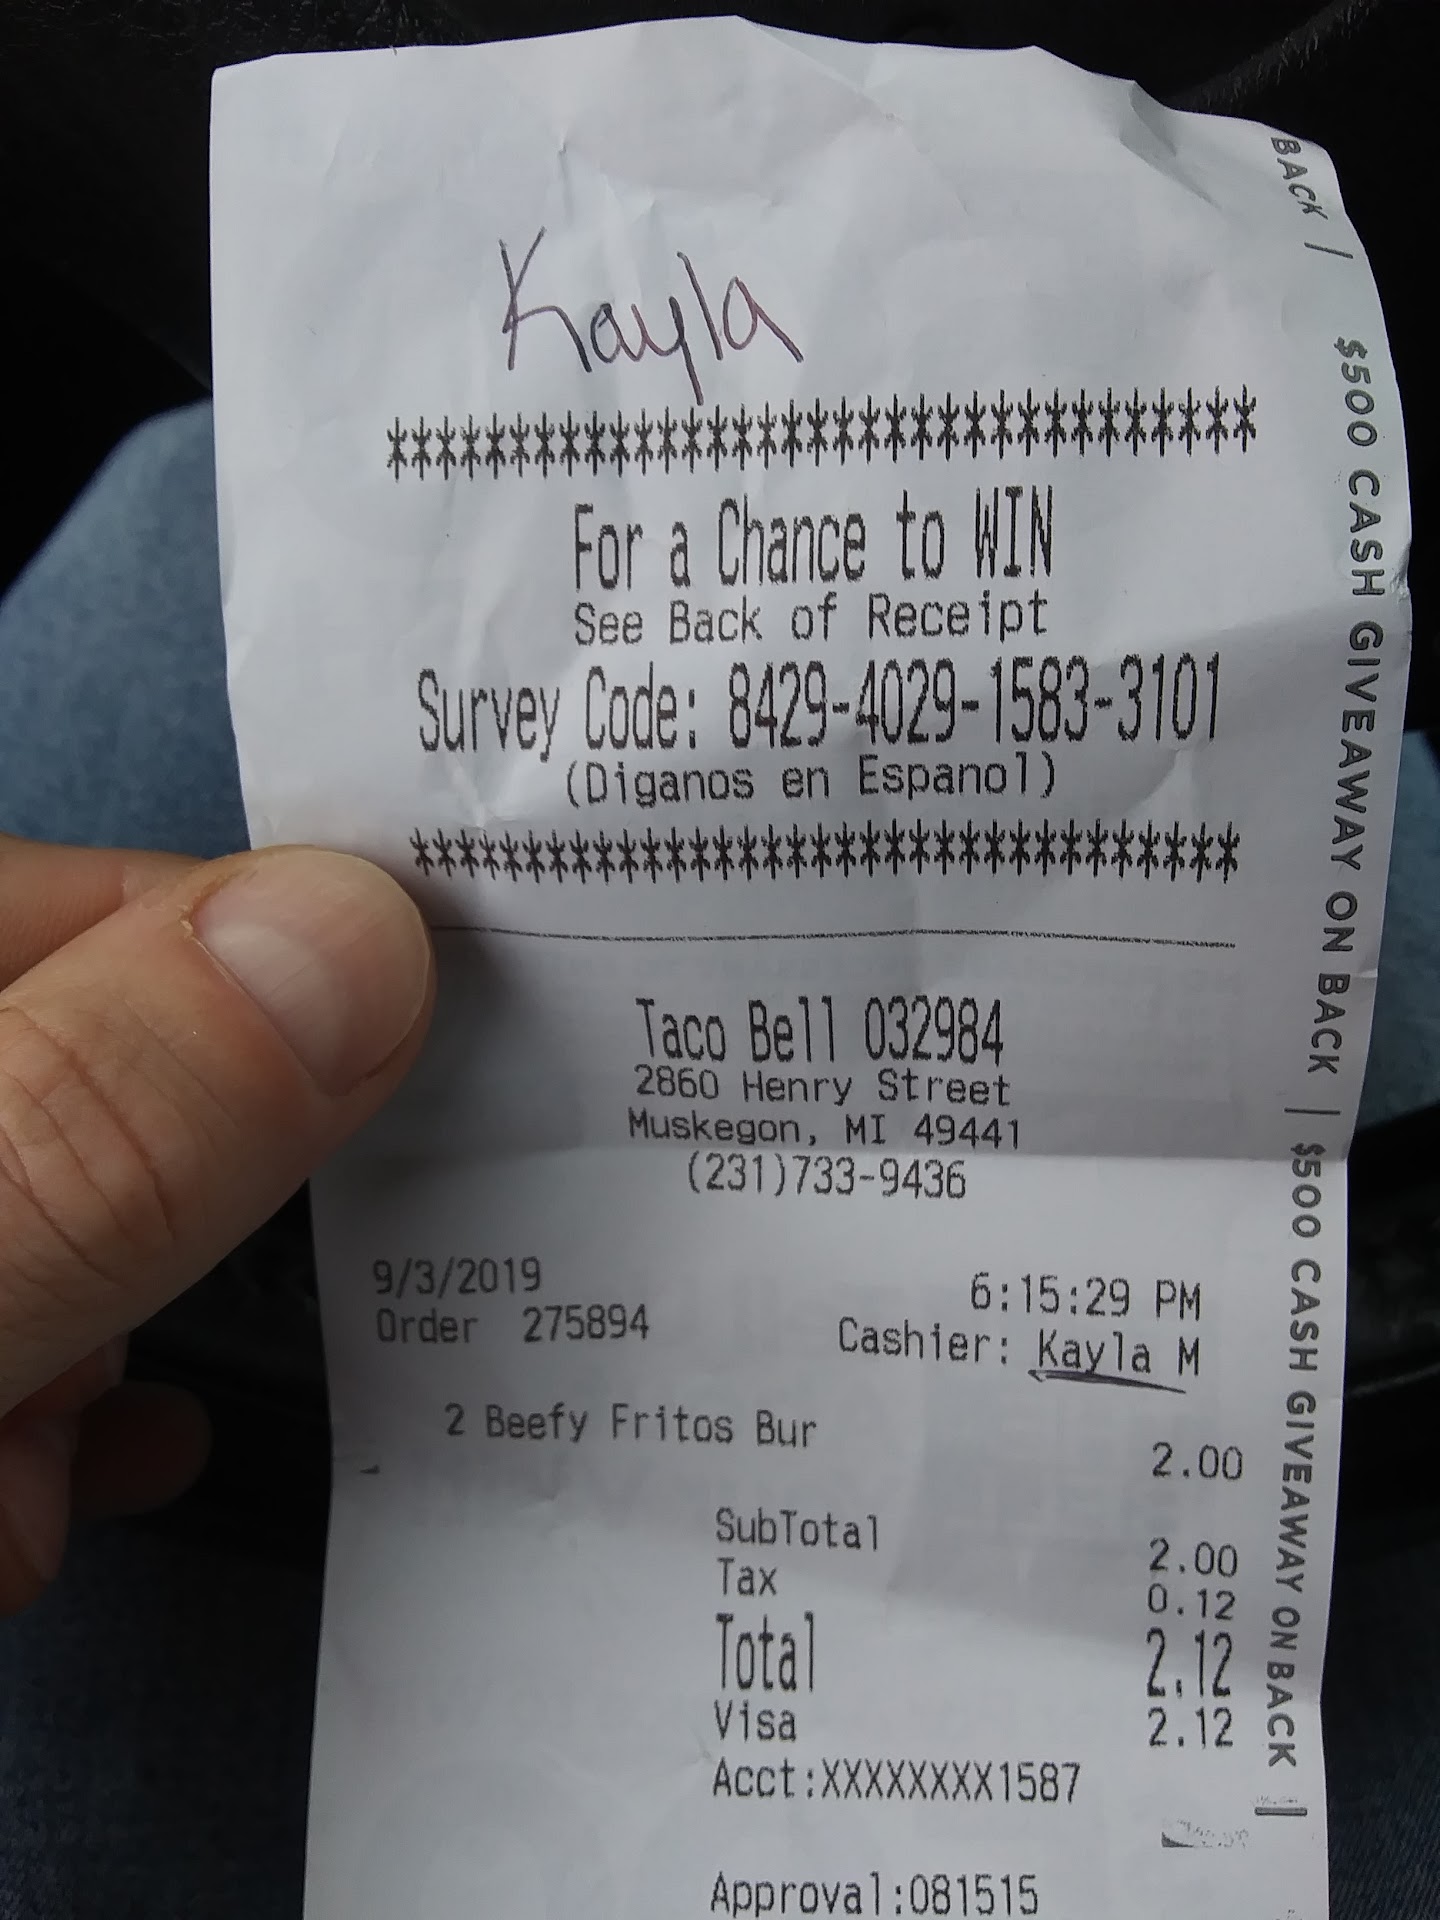 Kayla
**********************************
For a Chance to WIN
See Back of Receipt
Survey Code: 8429-4029-1583-3101
(Diganos en Espanol)
**********************************
Taco Bell 032984
2860 Henry Street
Muskegon, MI 49441
(231)733-9436
9/3/2019 6:15:29 PM
Order 275894 Cashier: Kayla M
2 Beefy Fritos Bur 2.00
SubTotal 2.00
Tax 0.12
Total 2.12
Visa 2.12
Acct:XXXXXXXX1587
Approval:081515
BACK | $500 CASH GIVEAWAY ON BACK | $500 CASH GIVEAWAY ON BACK |